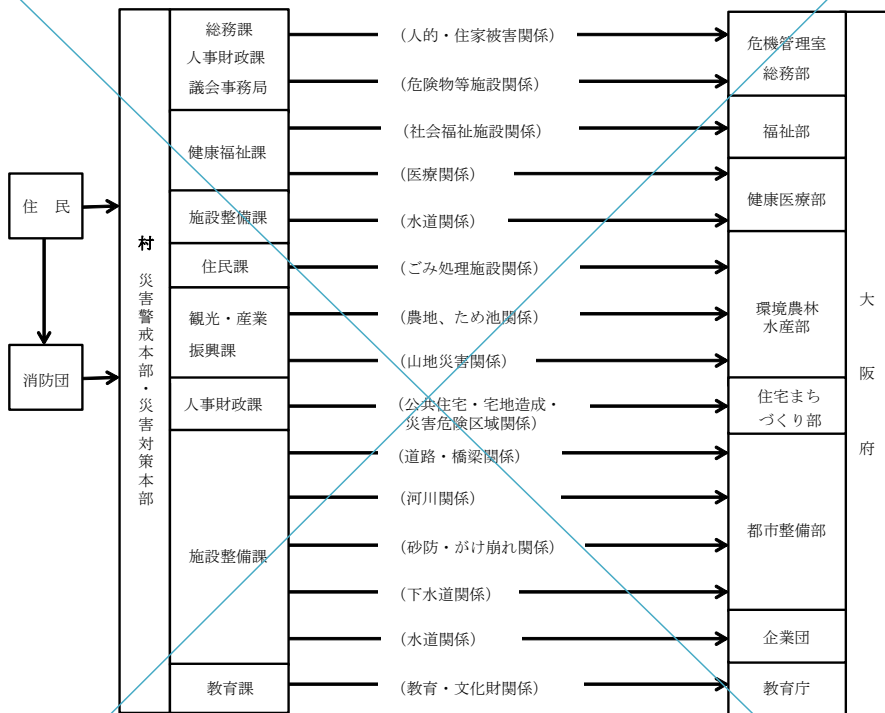 住　民
消防団
村　災害警戒本部・災害対策本部
総務課
人事財政課
議会事務局
健康福祉課
施設整備課
住民課
観光・産業
振興課
人事財政課
施設整備課
教育課
（人的・住家被害関係）
（危険物等施設関係）
（社会福祉施設関係）
（医療関係）
（水道関係）
（ごみ処理施設関係）
（農地、ため池関係）
（山地災害関係）
（公共住宅・宅地造成・
災害危険区域関係）
（道路・橋梁関係）
（河川関係）
（砂防・がけ崩れ関係）
（下水道関係）
（水道関係）
（教育・文化財関係）
危機管理室
総務部
福祉部
健康医療部
環境農林
水産部
住宅まち
づくり部
都市整備部
企業団
教育庁
大阪府